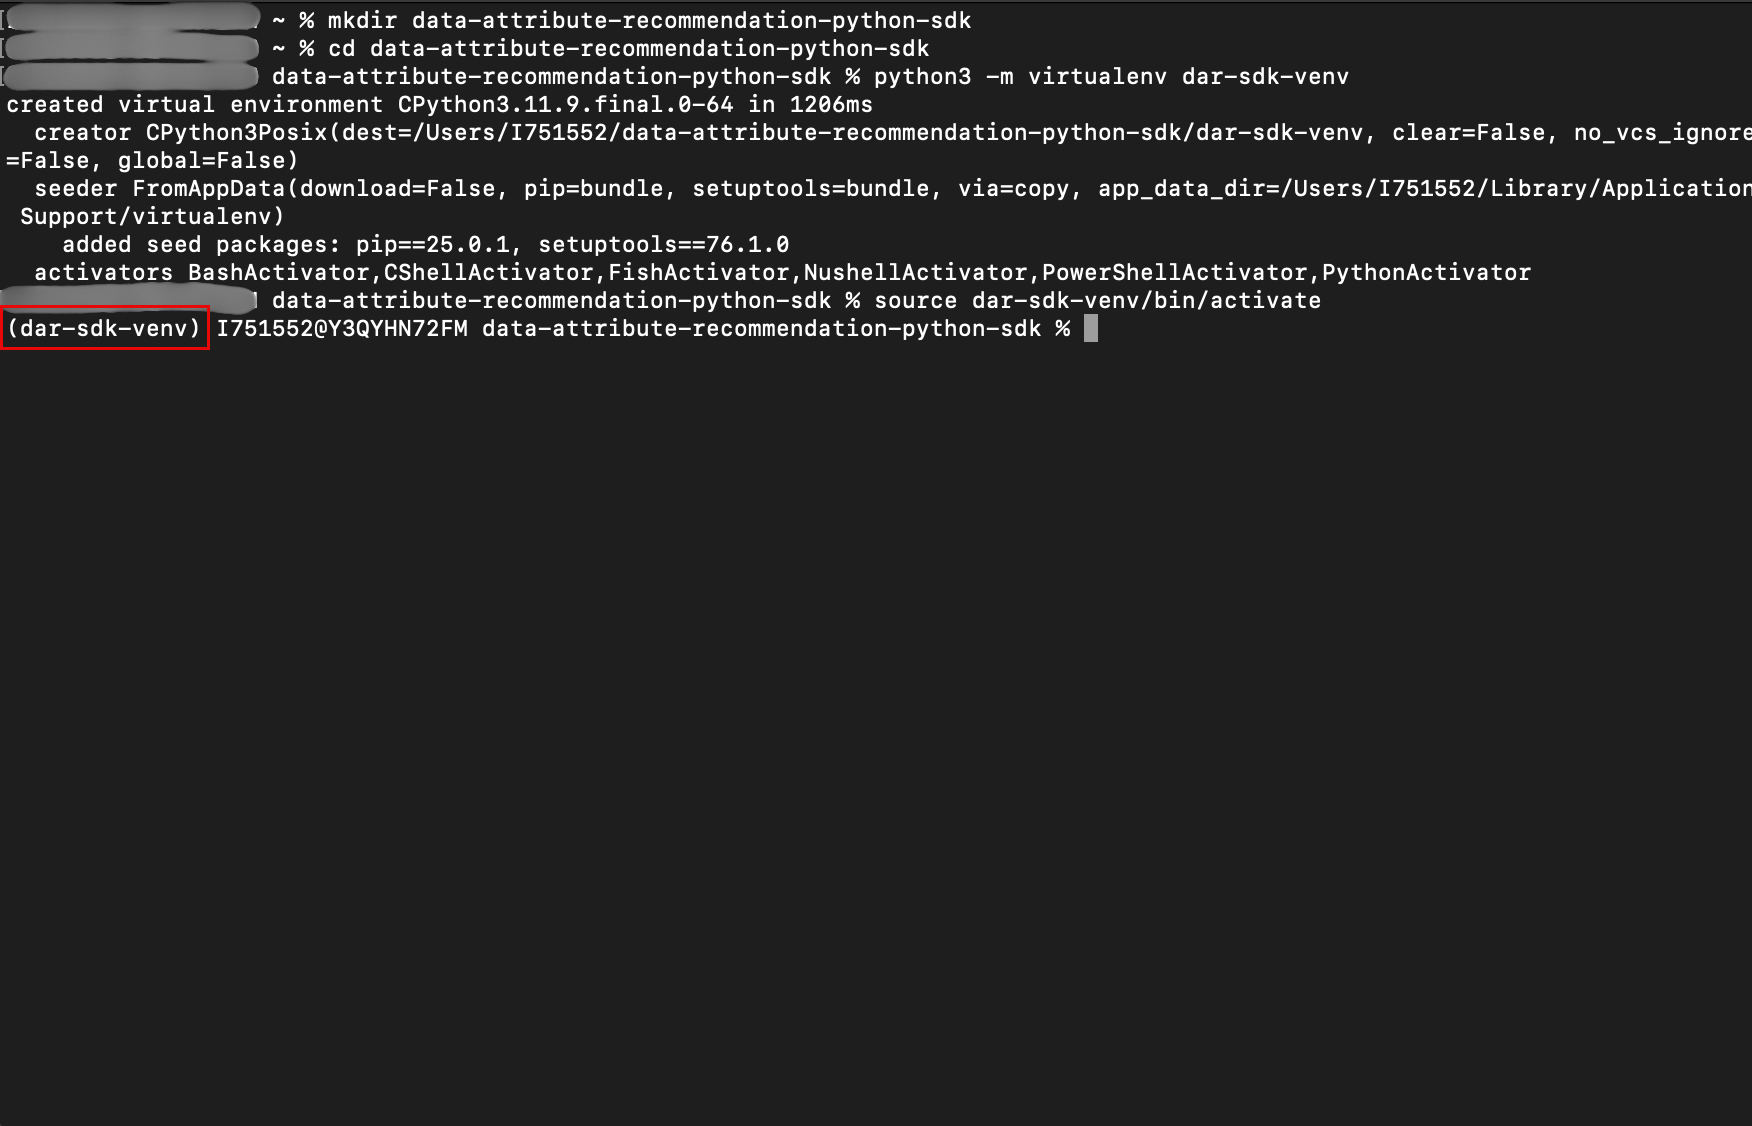 ~ % mkdir data-attribute-recommendation-python-sdk
~ % cd data-attribute-recommendation-python-sdk
data-attribute-recommendation-python-sdk % python3 -m virtualenv dar-sdk-venv
created virtual environment CPython3.11.9.final.0-64 in 1206ms
  creator CPython3Posix(dest=/Users/I751552/data-attribute-recommendation-python-sdk/dar-sdk-venv, clear=False, no_vcs_ignore
=False, global=False)
  seeder FromAppData(download=False, pip=bundle, setuptools=bundle, via=copy, app_data_dir=/Users/I751552/Library/Application
 Support/virtualenv)
    added seed packages: pip==25.0.1, setuptools==76.1.0
  activators BashActivator,CShellActivator,FishActivator,NushellActivator,PowerShellActivator,PythonActivator
data-attribute-recommendation-python-sdk % source dar-sdk-venv/bin/activate
(dar-sdk-venv) I751552@Y3QYHN72FM data-attribute-recommendation-python-sdk %